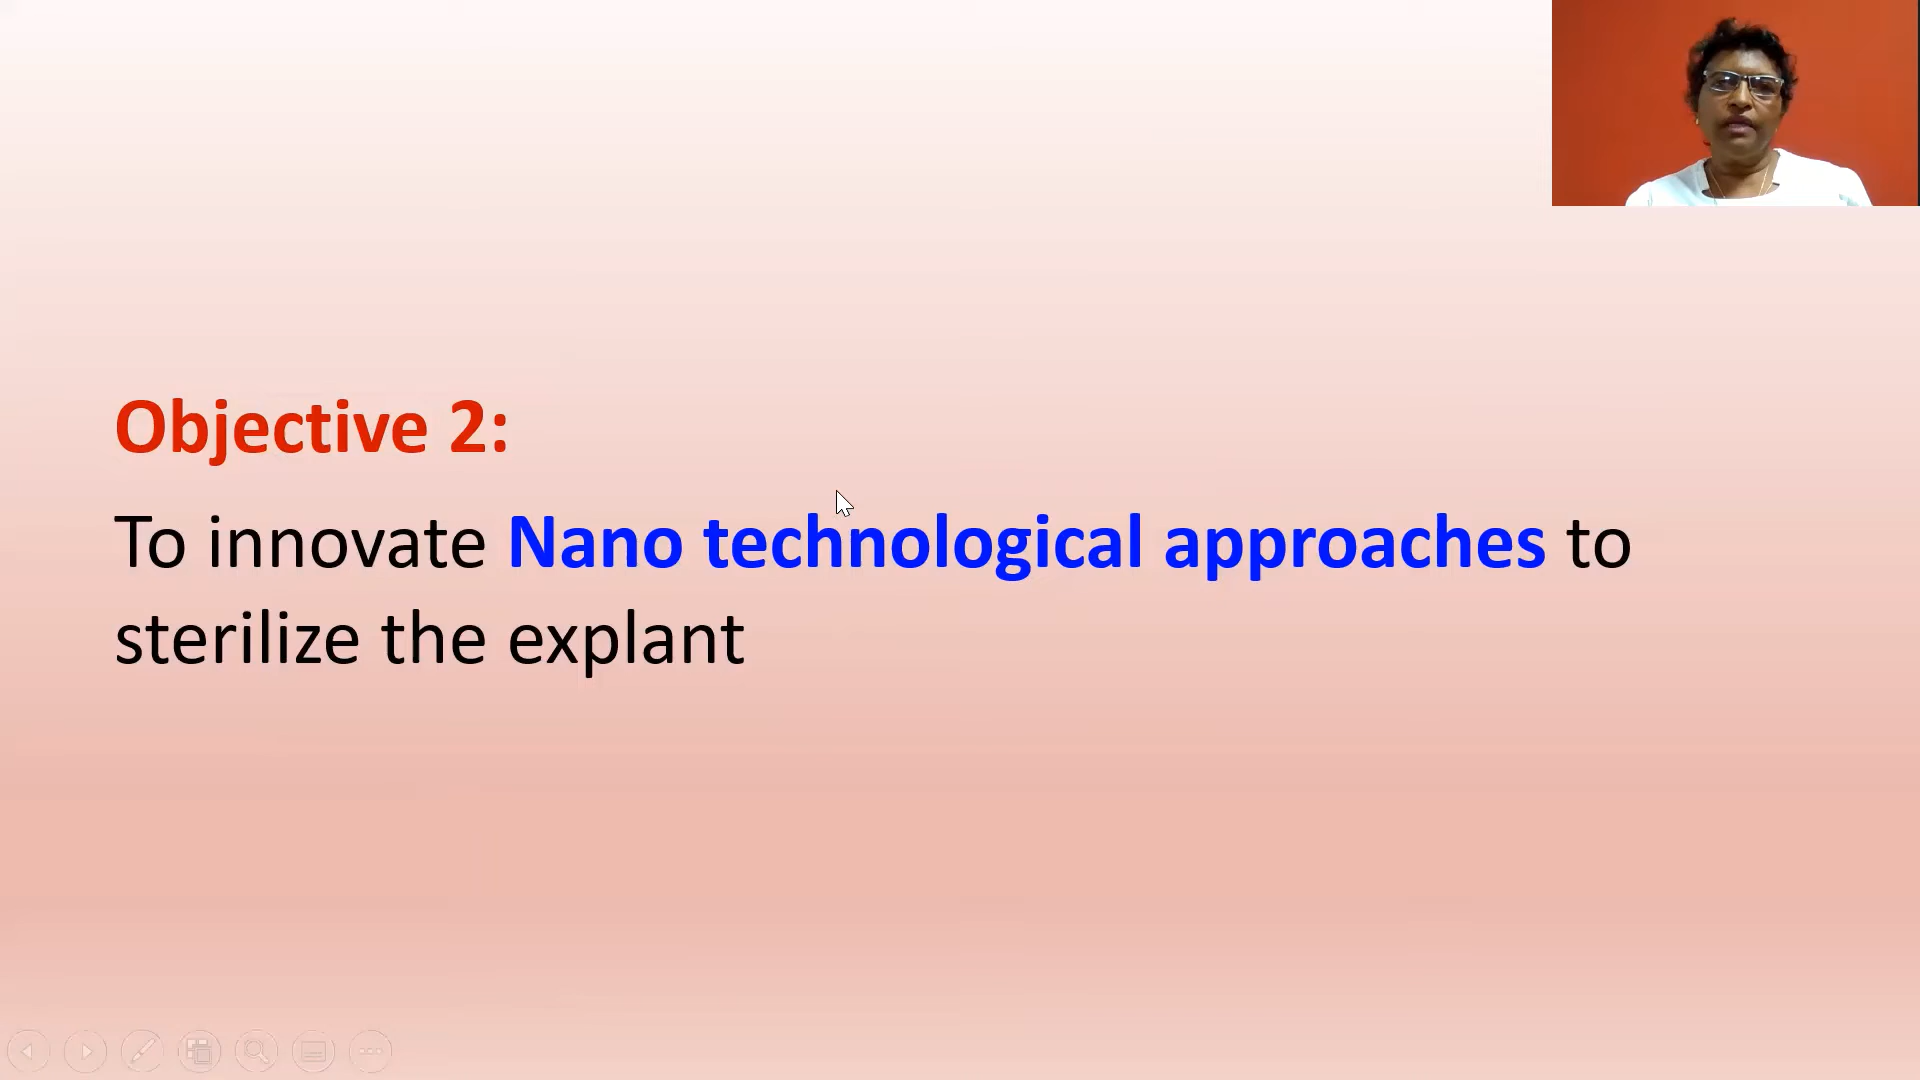 Objective 2:
To innovate Nano technological approaches to
sterilize the explant